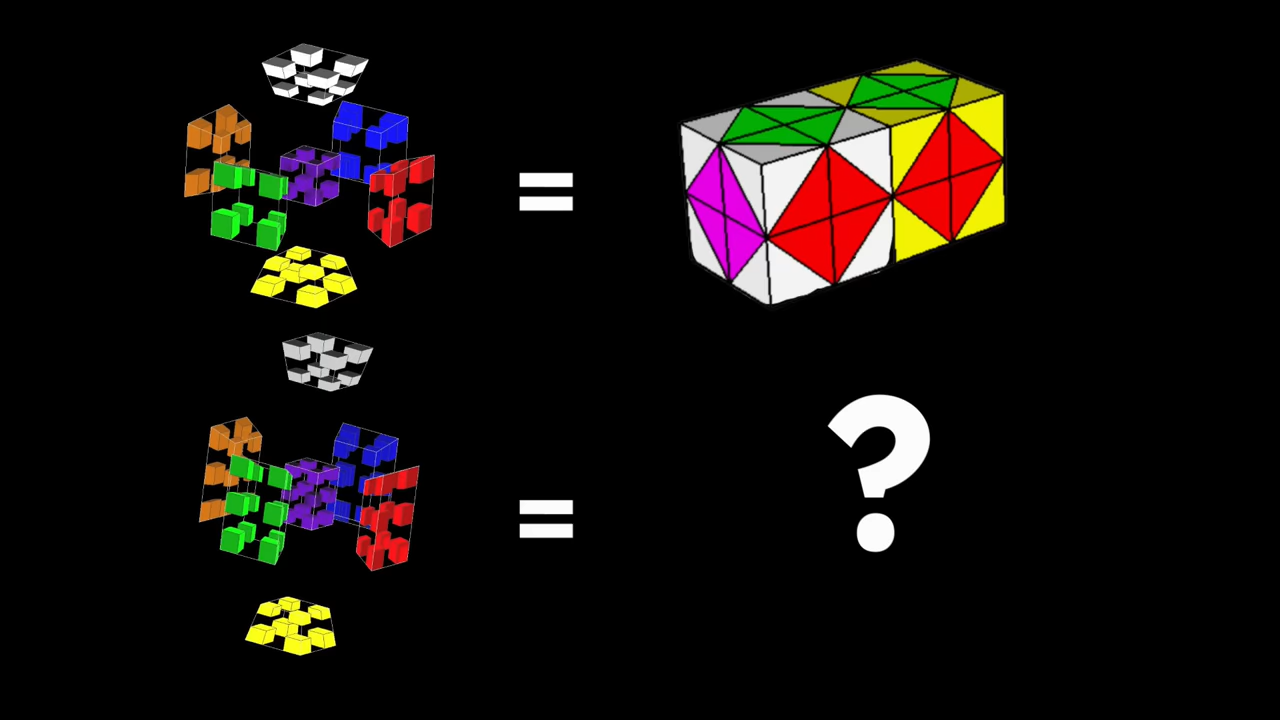 =
=
?